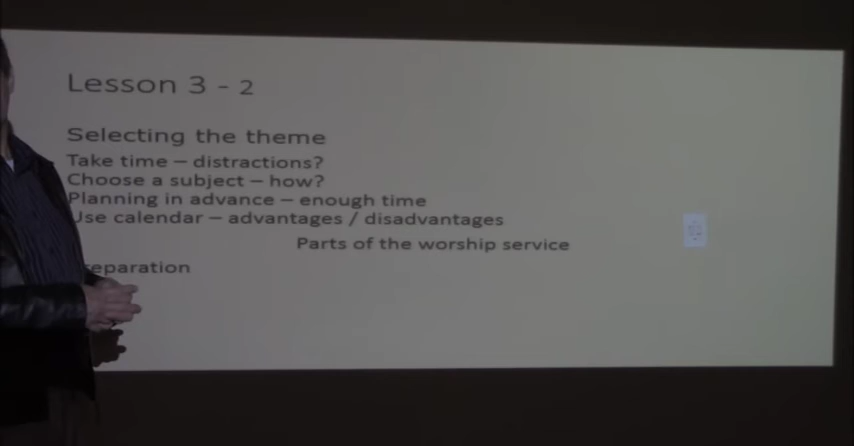 Lesson 3 - 2
Selecting the theme
Take time – distractions?
Choose a subject – how?
Planning in advance – enough time
Use calendar – advantages / disadvantages
Parts of the worship service
reparation